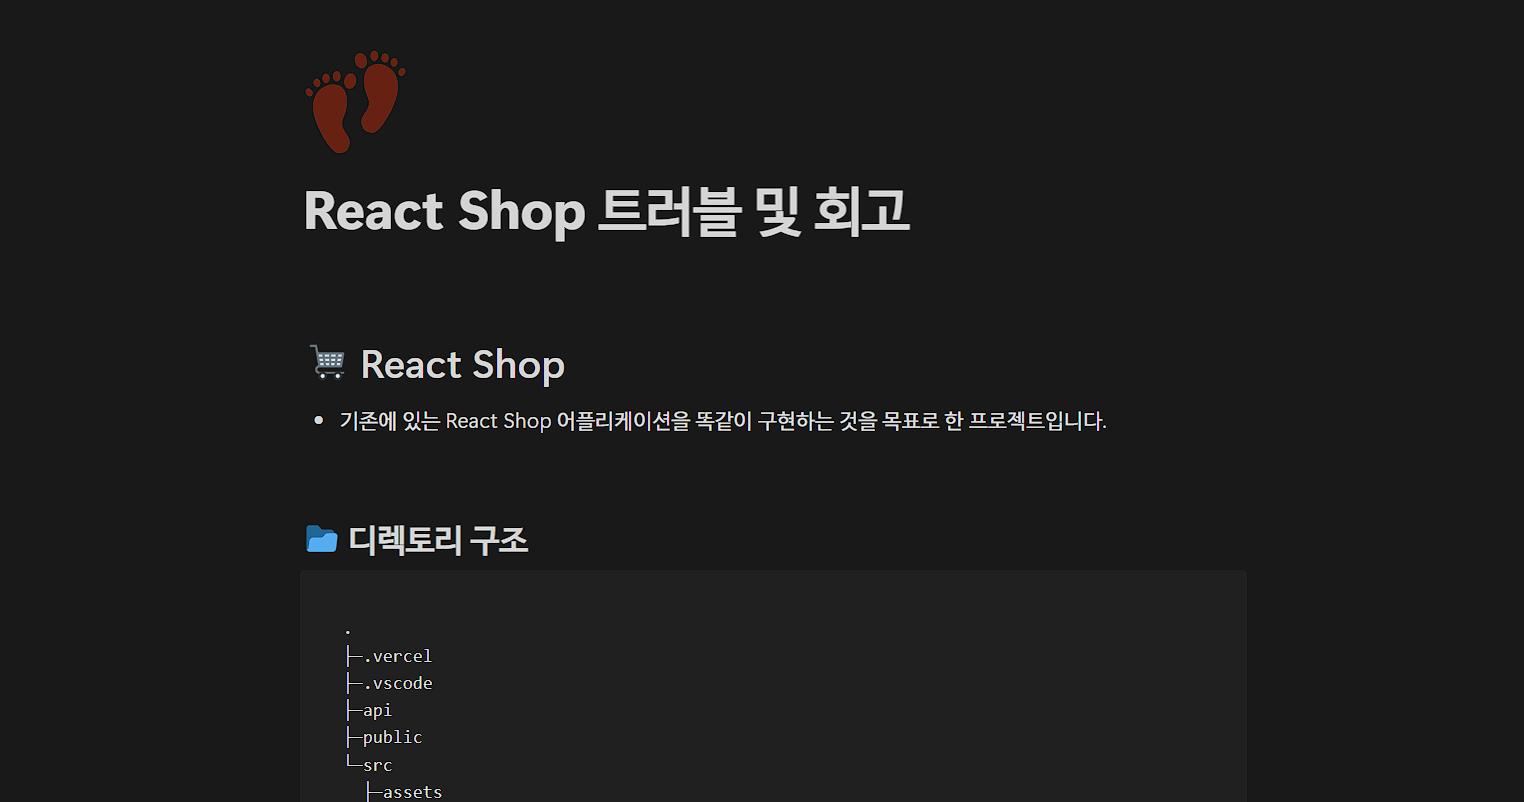 React Shop 트러블 및 회고
React Shop
기존에 있는 React Shop 어플리케이션을 똑같이 구현하는 것을 목표로 한 프로젝트입니다.
디렉토리 구조
.
├─.vercel
├─.vscode
├─api
├─public
└─src
├─assets